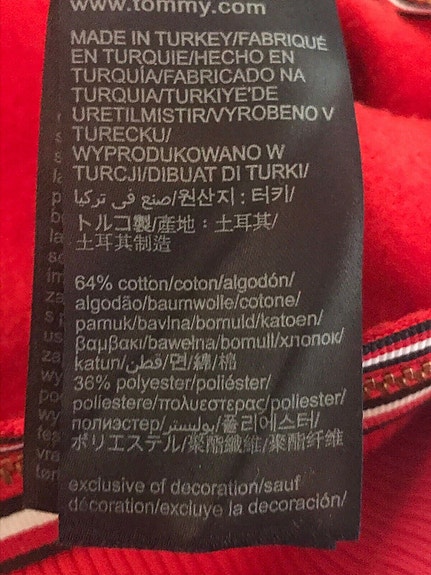 www.tommy.com
MADE IN TURKEY/FABRIQUÉ
EN TURQUIE/HECHO EN
TURQUÍA/FABRICADO NA
TURQUIA/TURKIYE'DE
URETILMISTIR/VYROBENO V
TURECKU/
WYPRODUKOWANO W
TURCJI/DIBUAT DI TURKI/
صنع في تركيا/원산지 : 터키/
トルコ製/産地：土耳其/
土耳其制造
64% cotton/coton/algodón/
algodão/baumwolle/cotone/
pamuk/bavlna/bomuld/katoen/
βαμβακι/bawełna/bomull/хлопок/
katun/قطن/면/綿/棉
36% polyester/poliéster/
poliestere/πολυεστερας/poliester/
полиэстер/بوليستر/폴리에스터/
ポリエステル/聚酯纖維/聚酯纤维
exclusive of decoration/sauf
décoration/excluye la decoración/